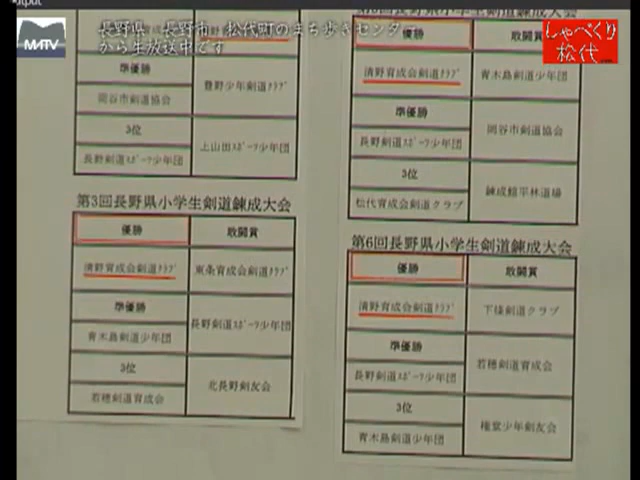 output
M-ITV
長野県 長野市 松代町のまち歩きセンター
から生放送中です
しゃべくり
松代
準優勝
豊野少年剣道クラブ
岡谷市剣道協会
3位
上山田スポーツ少年団
長野剣道スポーツ少年団
第3回長野県小学生剣道錬成大会
優勝
敢闘賞
清野育成会剣道クラブ
東条育成会剣道クラブ
準優勝
長野剣道スポーツ少年団
青木島剣道少年団
3位
北長野剣友会
若穂剣道育成会
優勝
敢闘賞
清野育成会剣道クラブ
青木島剣道少年団
準優勝
岡谷市剣道協会
長野剣道スポーツ少年団
3位
錬成館平林道場
松代育成会剣道クラブ
第6回長野県小学生剣道錬成大会
優勝
敢闘賞
清野育成会剣道クラブ
下條剣道クラブ
準優勝
若穂剣道育成会
長野剣道スポーツ少年団
3位
権堂少年剣友会
青木島剣道少年団